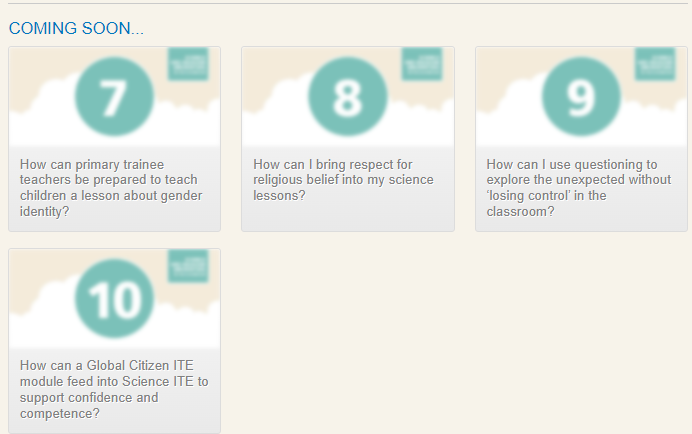 COMING SOON...
7
How can primary trainee
teachers be prepared to teach
children a lesson about gender
identity?
8
How can I bring respect for
religious belief into my science
lessons?
9
How can I use questioning to
explore the unexpected without
‘losing control’ in the
classroom?
10
How can a Global Citizen ITE
module feed into Science ITE to
support confidence and
competence?